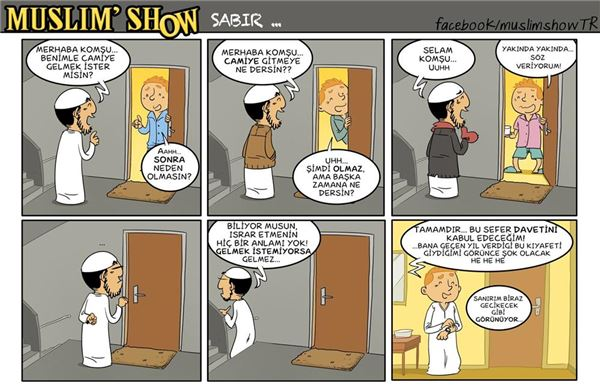 MUSLIM' SHOW
SABIR ...
facebook/muslimshowTR
MERHABA KOMŞU...
BENİMLE CAMİYE
GELMEK İSTER
MİSİN?
AAHH...
SONRA
NEDEN
OLMASIN?
MERHABA KOMŞU...
CAMİYE GİTMEYE
NE DERSİN??
UHH...
ŞİMDİ OLMAZ,
AMA BAŞKA
ZAMANA NE
DERSİN?
SELAM
KOMŞU...
UUHH
YAKINDA YAKINDA...
SÖZ
VERİYORUM!
BİLİYOR MUSUN,
ISRAR ETMENİN
HİÇ BİR ANLAMI YOK!
GELMEK İSTEMİYORSA
GELMEZ...
TAMAMDIR... BU SEFER DAVETİNİ
KABUL EDECEĞİM!
...BANA GEÇEN YIL VERDİĞİ BU KIYAFETİ
GİYDİĞİMİ GÖRÜNCE ŞOK OLACAK
HE HE HE
SANIRIM BİRAZ
GECİKECEK
GİBİ
GÖRÜNÜYOR...